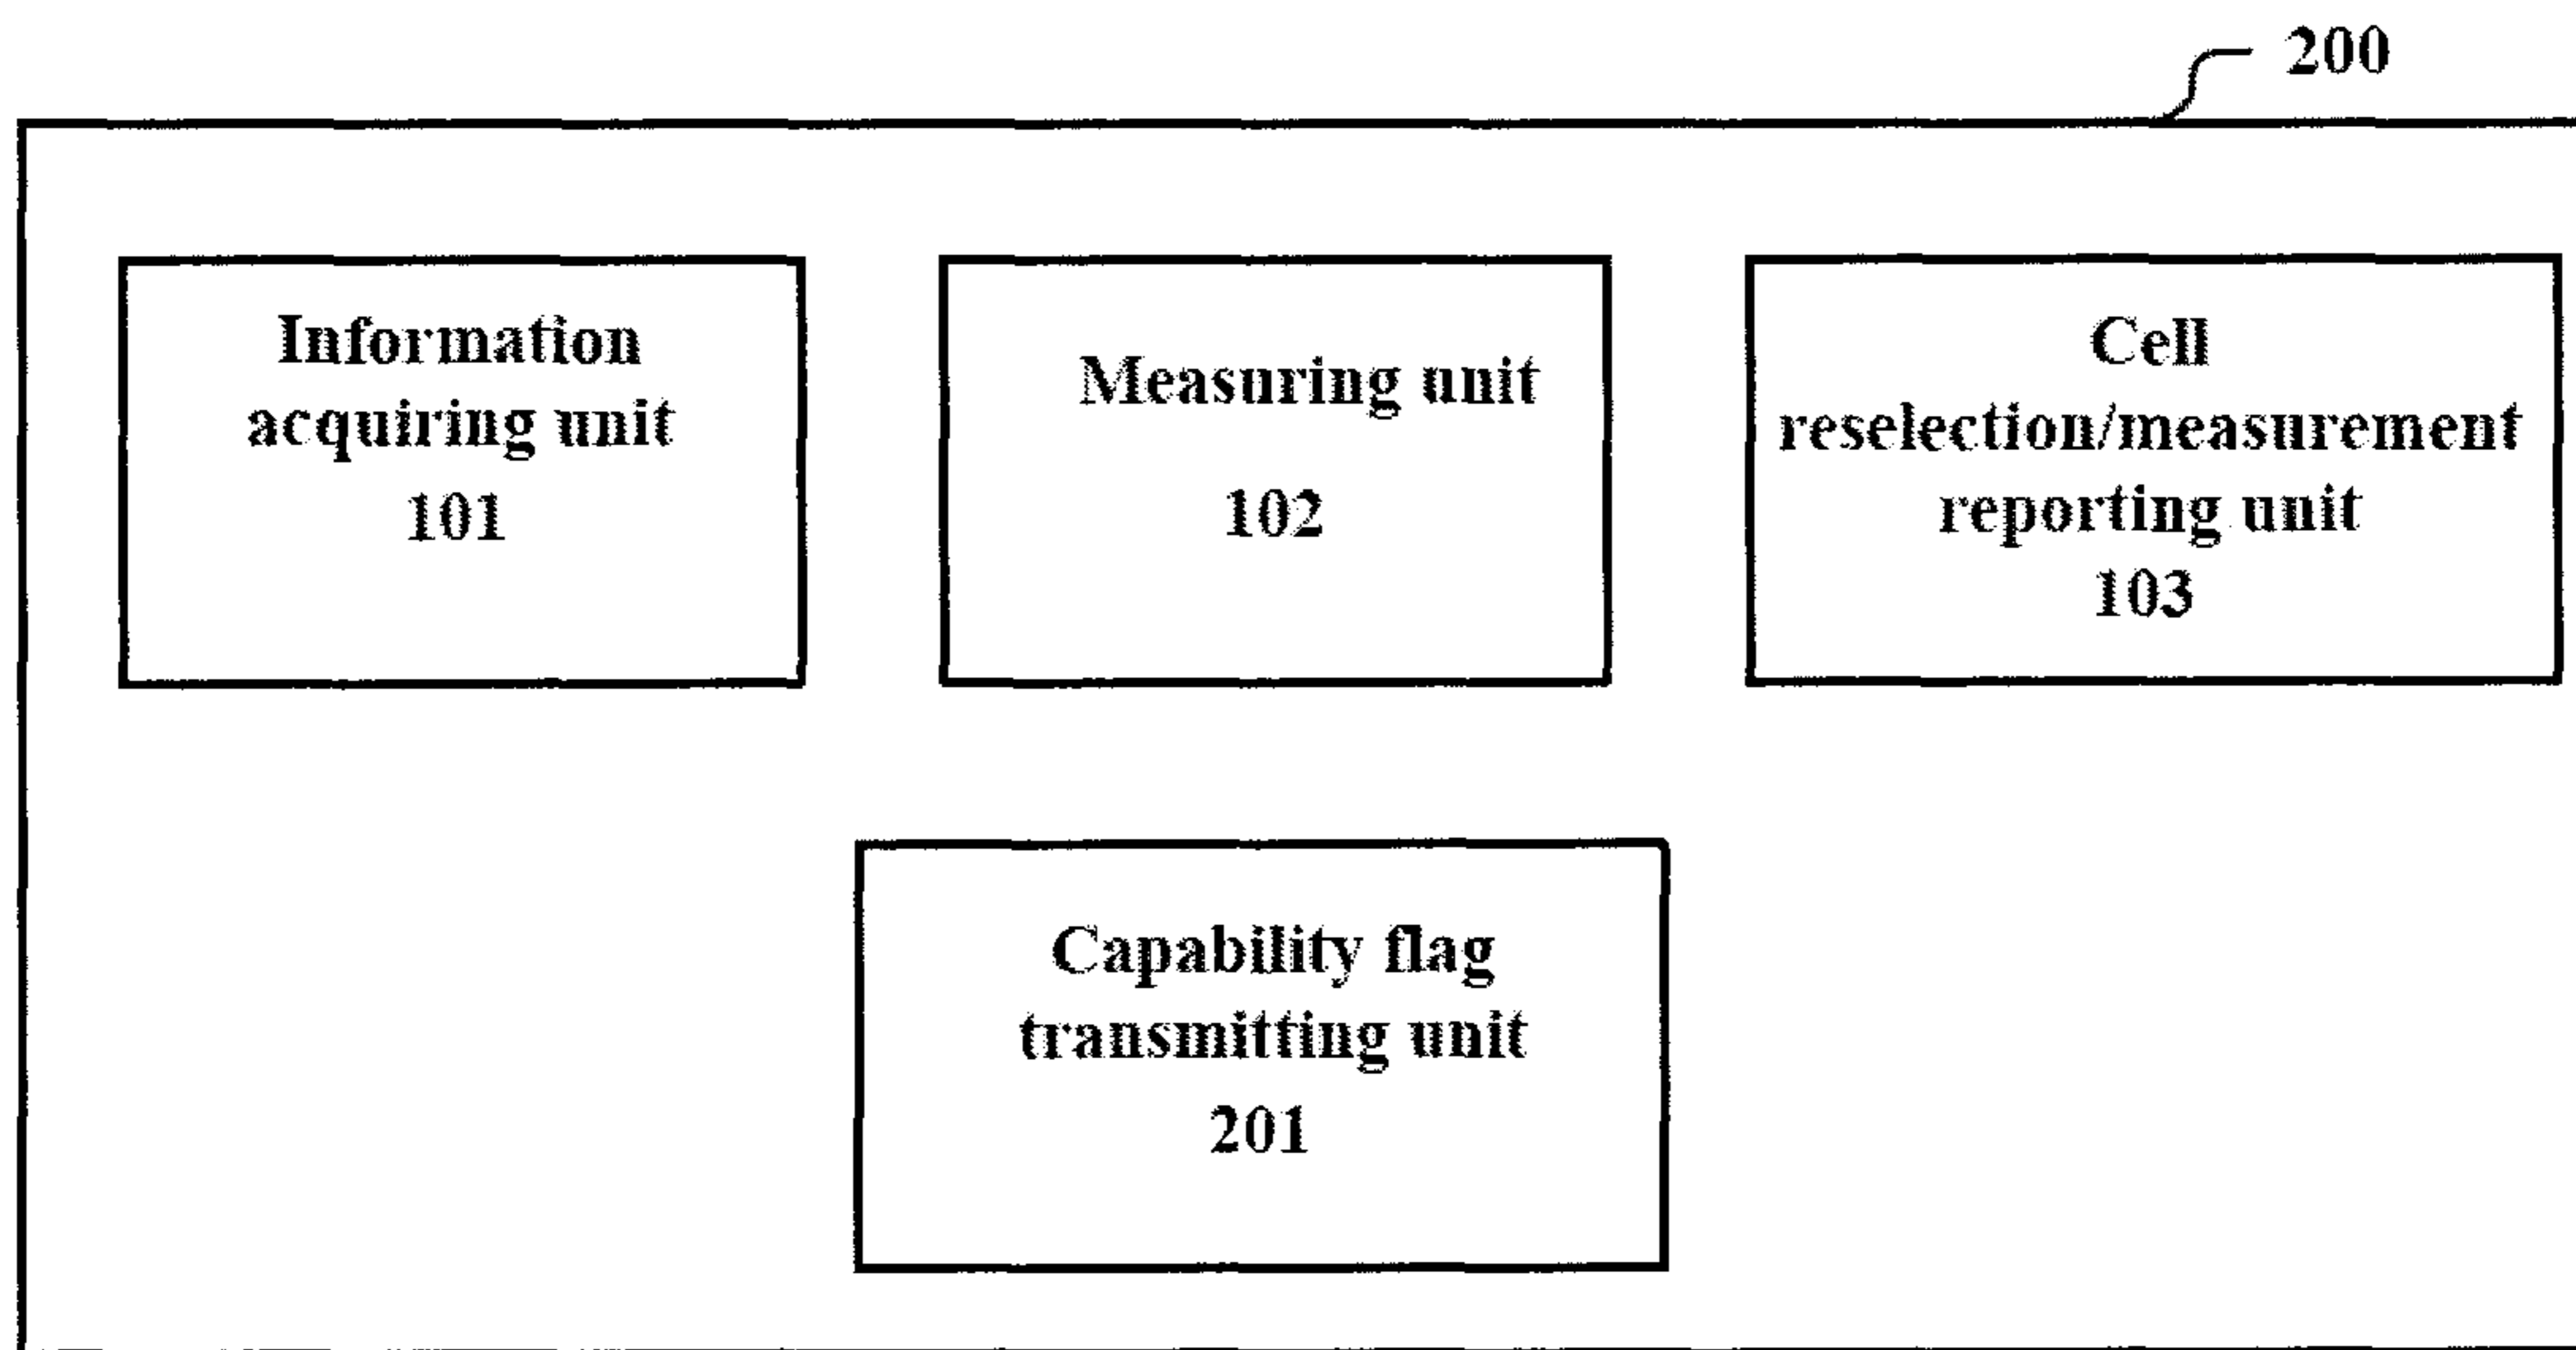 200
Information
acquiring unit
101
Measuring unit
102
Cell
reselection/measurement
reporting unit
103
Capability flag
transmitting unit
201